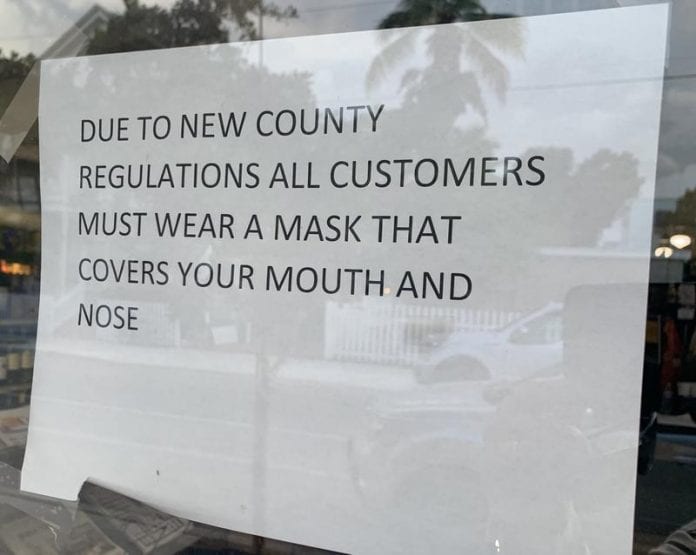 DUE TO NEW COUNTY
REGULATIONS ALL CUSTOMERS
MUST WEAR A MASK THAT
COVERS YOUR MOUTH AND
NOSE